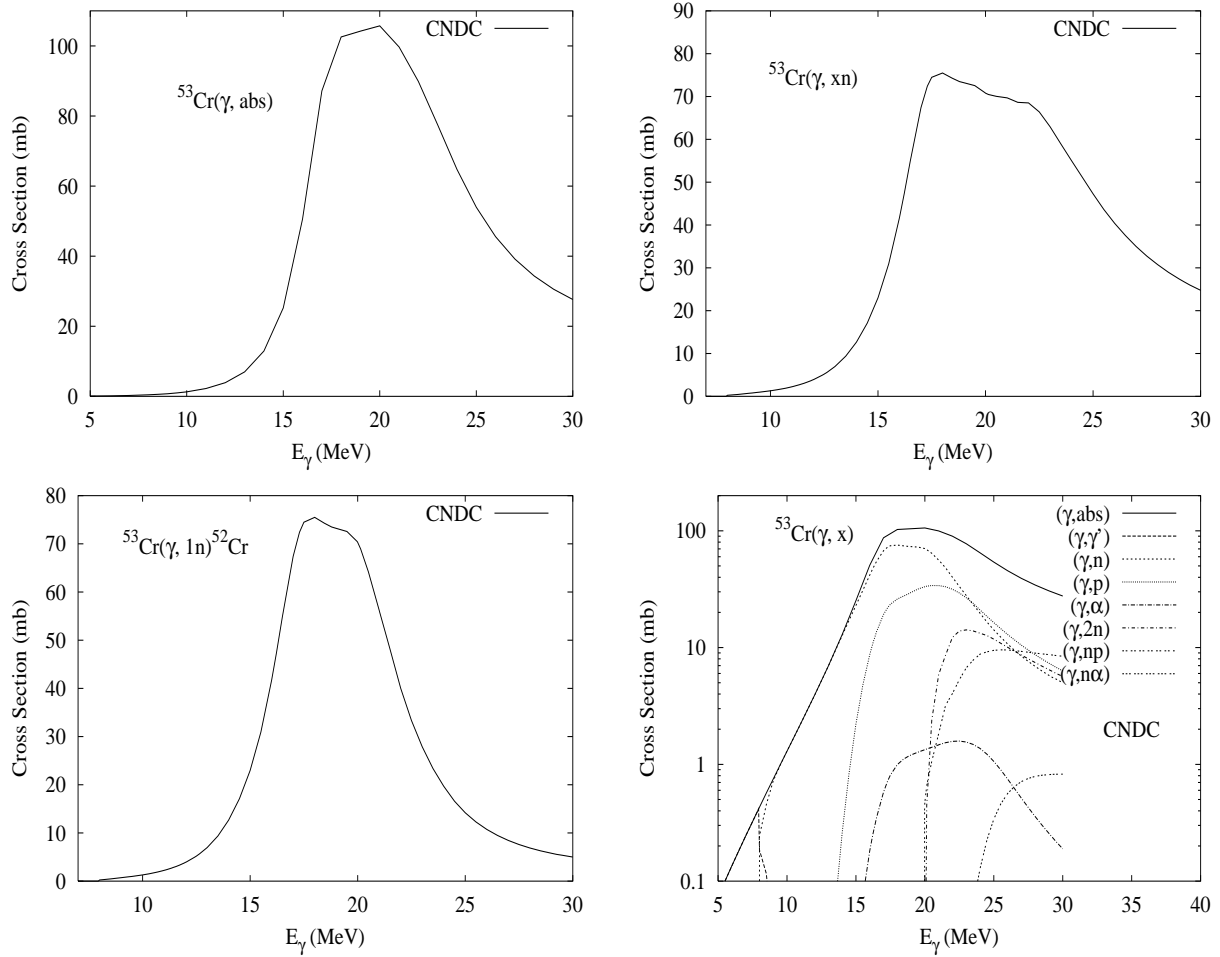 CNDC
⁵³Cr(γ, abs)
Cross Section (mb)
100
80
60
40
20
0
5 10 15 20 25 30
Eγ (MeV)
CNDC
⁵³Cr(γ, xn)
Cross Section (mb)
90
80
70
60
50
40
30
20
10
0
10 15 20 25 30
Eγ (MeV)
CNDC
⁵³Cr(γ, 1n)⁵²Cr
Cross Section (mb)
80
70
60
50
40
30
20
10
0
10 15 20 25 30
Eγ (MeV)
⁵³Cr(γ, x)
(γ,abs)
(γ,γ')
(γ,n)
(γ,p)
(γ,α)
(γ,2n)
(γ,np)
(γ,nα)
CNDC
Cross Section (mb)
100
10
1
0.1
5 10 15 20 25 30 35 40
Eγ (MeV)